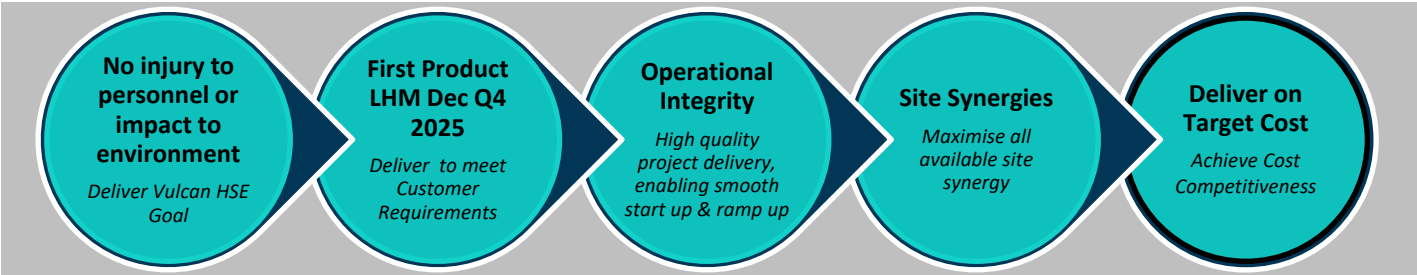 No injury to
personnel or
impact to
environment
Deliver Vulcan HSE
Goal
First Product
LHM Dec Q4
2025
Deliver  to meet
Customer
Requirements
Operational
Integrity
High quality
project delivery,
enabling smooth
start up & ramp up
Site Synergies
Maximise all
available site
synergy
Deliver on
Target Cost
Achieve Cost
Competitiveness